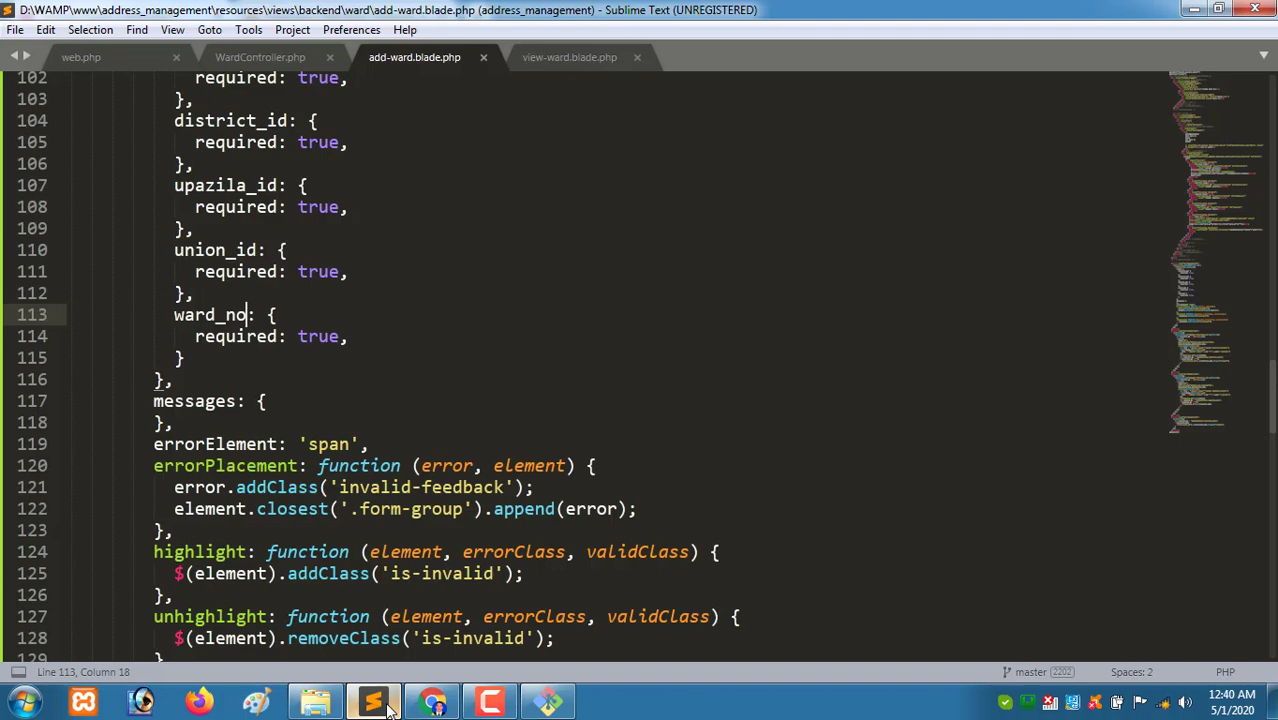 D:\WAMP\www\address_management\resources\views\backend\ward\add-ward.blade.php (address_management) - Sublime Text (UNREGISTERED)
File Edit Selection Find View Goto Tools Project Preferences Help
web.php WardController.php add-ward.blade.php view-ward.blade.php
102 required: true,
103 },
104 district_id: {
105 required: true,
106 },
107 upazila_id: {
108 required: true,
109 },
110 union_id: {
111 required: true,
112 },
113 ward_no: {
114 required: true,
115 }
116 },
117 messages: {
118 },
119 errorElement: 'span',
120 errorPlacement: function (error, element) {
121 error.addClass('invalid-feedback');
122 element.closest('.form-group').append(error);
123 },
124 highlight: function (element, errorClass, validClass) {
125 $(element).addClass('is-invalid');
126 },
127 unhighlight: function (element, errorClass, validClass) {
128 $(element).removeClass('is-invalid');
129 }
Line 113, Column 18 master 2202 Spaces: 2 PHP
12:40 AM
5/1/2020